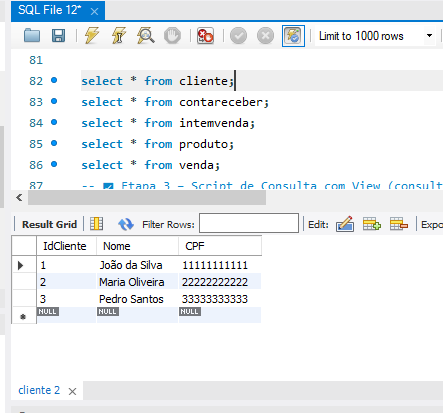 SQL File 12*
Limit to 1000 rows
81
82 select * from cliente;
83 select * from contareceber;
84 select * from intemvenda;
85 select * from produto;
86 select * from venda;
87 -- ☑ Etapa 3 – Script de Consulta com View (consult
Result Grid Filter Rows: Edit: Expo
IdCliente Nome CPF
1 João da Silva 11111111111
2 Maria Oliveira 22222222222
3 Pedro Santos 33333333333
NULL NULL NULL
cliente 2